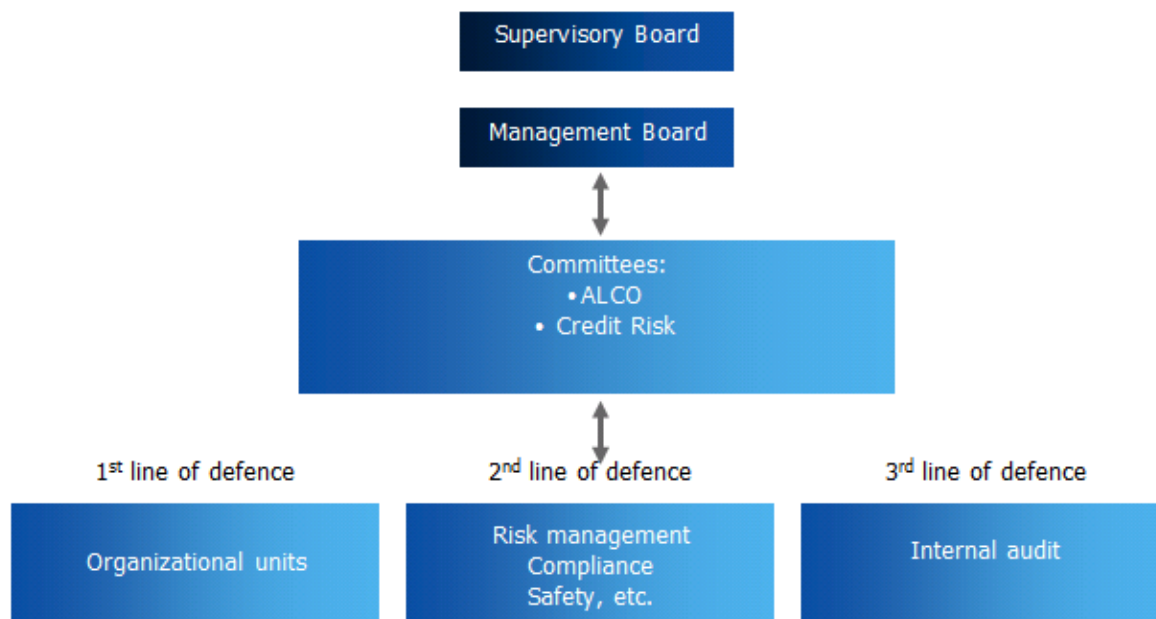 Supervisory Board
Management Board
Committees:
•ALCO
• Credit Risk
1st line of defence
2nd line of defence
3rd line of defence
Organizational units
Risk management
Compliance
Safety, etc.
Internal audit